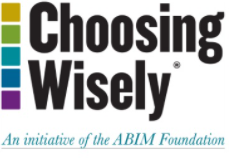 Choosing
Wisely®
An initiative of the ABIM Foundation